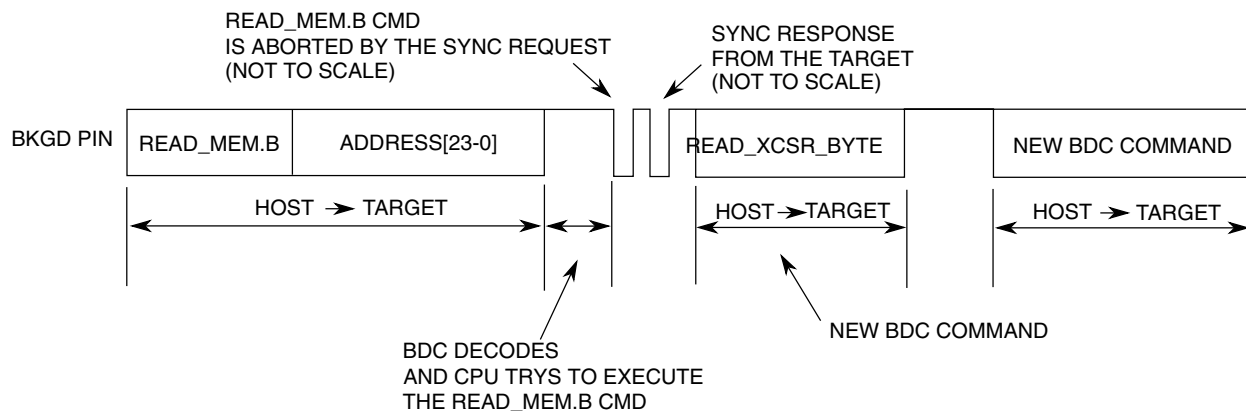 READ_MEM.B CMD
IS ABORTED BY THE SYNC REQUEST
(NOT TO SCALE)
SYNC RESPONSE
FROM THE TARGET
(NOT TO SCALE)
BKGD PIN
READ_MEM.B
ADDRESS[23-0]
READ_XCSR_BYTE
NEW BDC COMMAND
HOST → TARGET
HOST → TARGET
HOST → TARGET
NEW BDC COMMAND
BDC DECODES
AND CPU TRYS TO EXECUTE
THE READ_MEM.B CMD